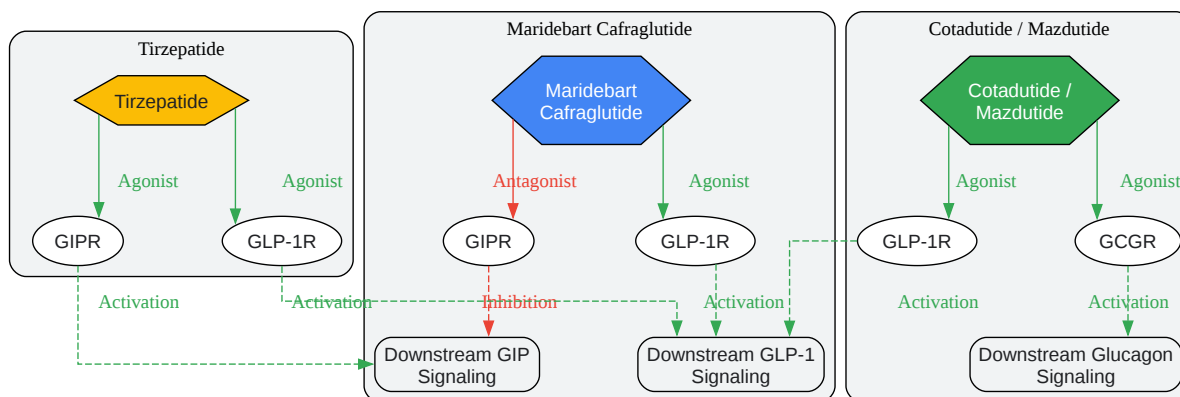 Tirzepatide
Maridebart Cafraglutide
Cotadutide / Mazdutide
Tirzepatide
Maridebart
Cafraglutide
Cotadutide /
Mazdutide
Agonist
Agonist
Antagonist
Agonist
Agonist
Agonist
GIPR
GLP-1R
GIPR
GLP-1R
GLP-1R
GCGR
Activation
Activation
Inhibition
Activation
Activation
Activation
Downstream GIP
Signaling
Downstream GLP-1
Signaling
Downstream Glucagon
Signaling